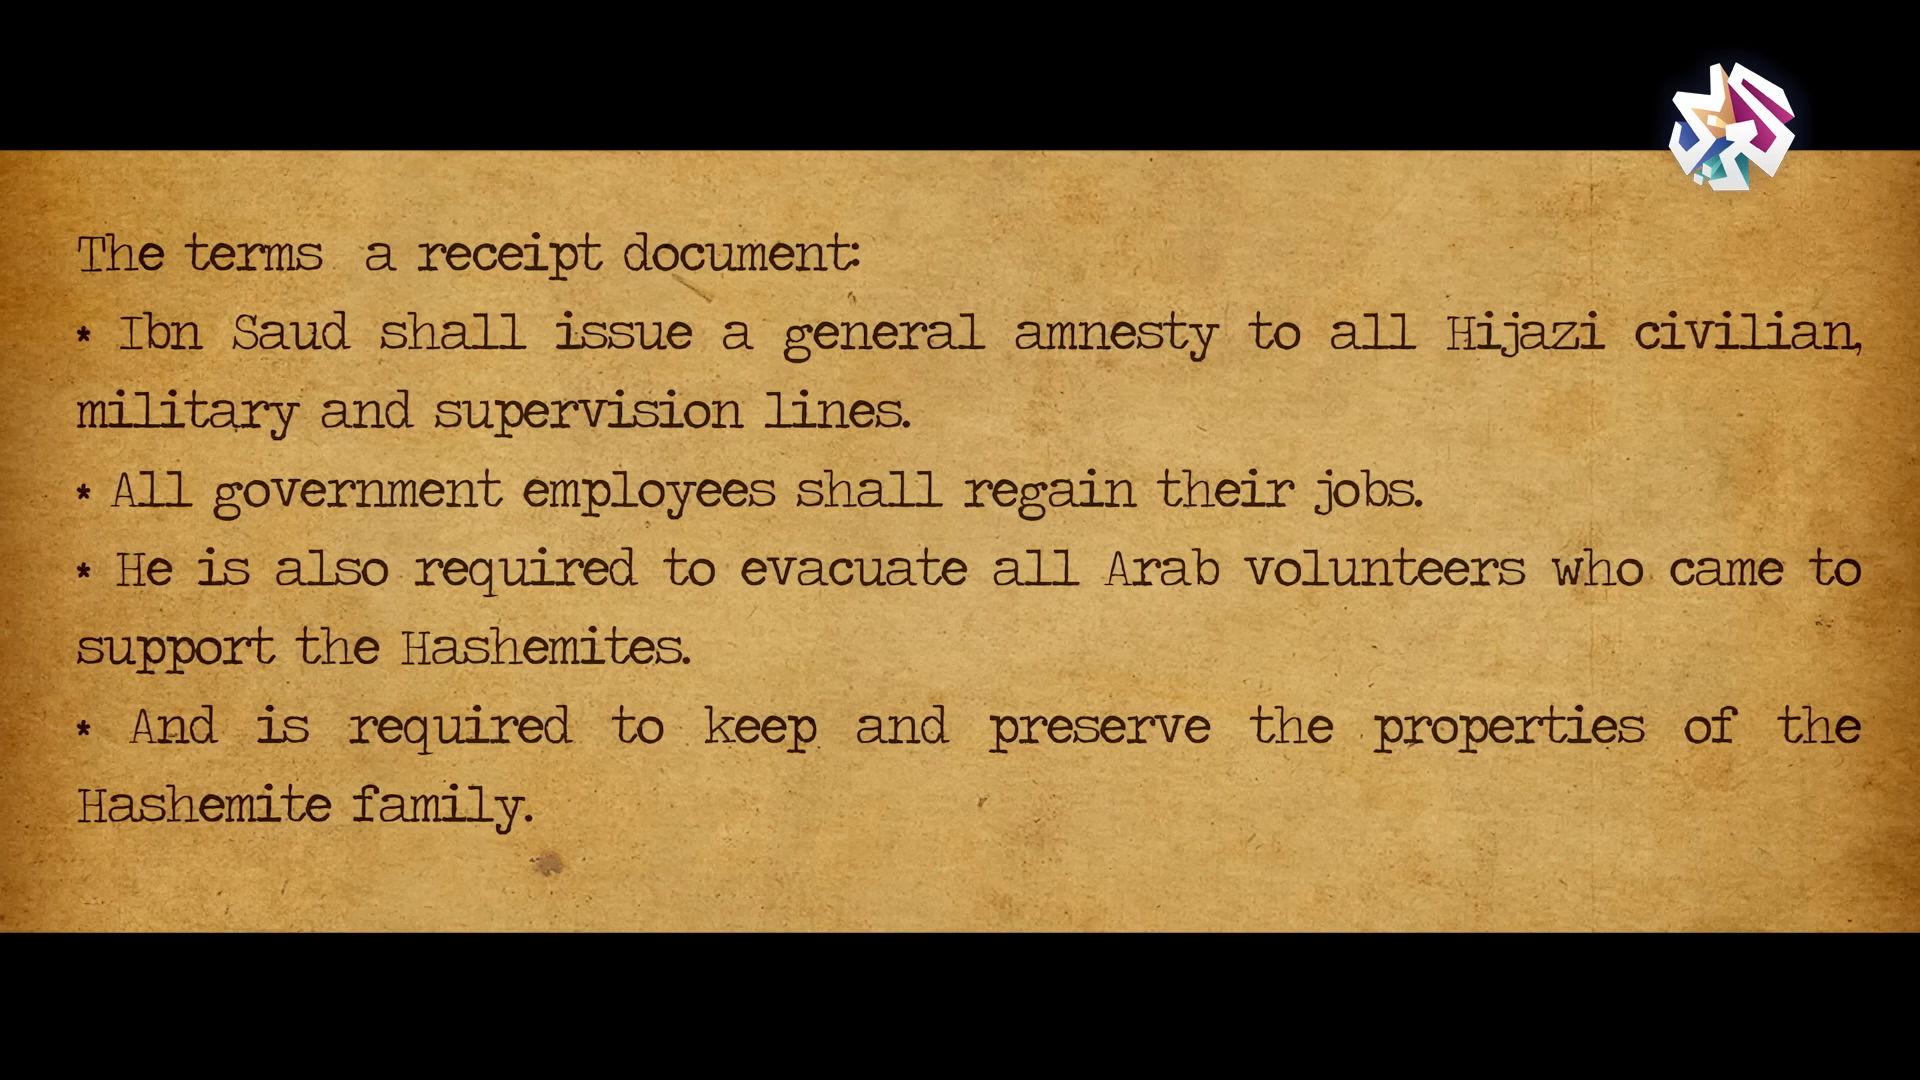 The terms a receipt document:
* Ibn Saud shall issue a general amnesty to all Hijazi civilian,
military and supervision lines.
* All government employees shall regain their jobs.
* He is also required to evacuate all Arab volunteers who came to
support the Hashemites.
* And is required to keep and preserve the properties of the
Hashemite family.